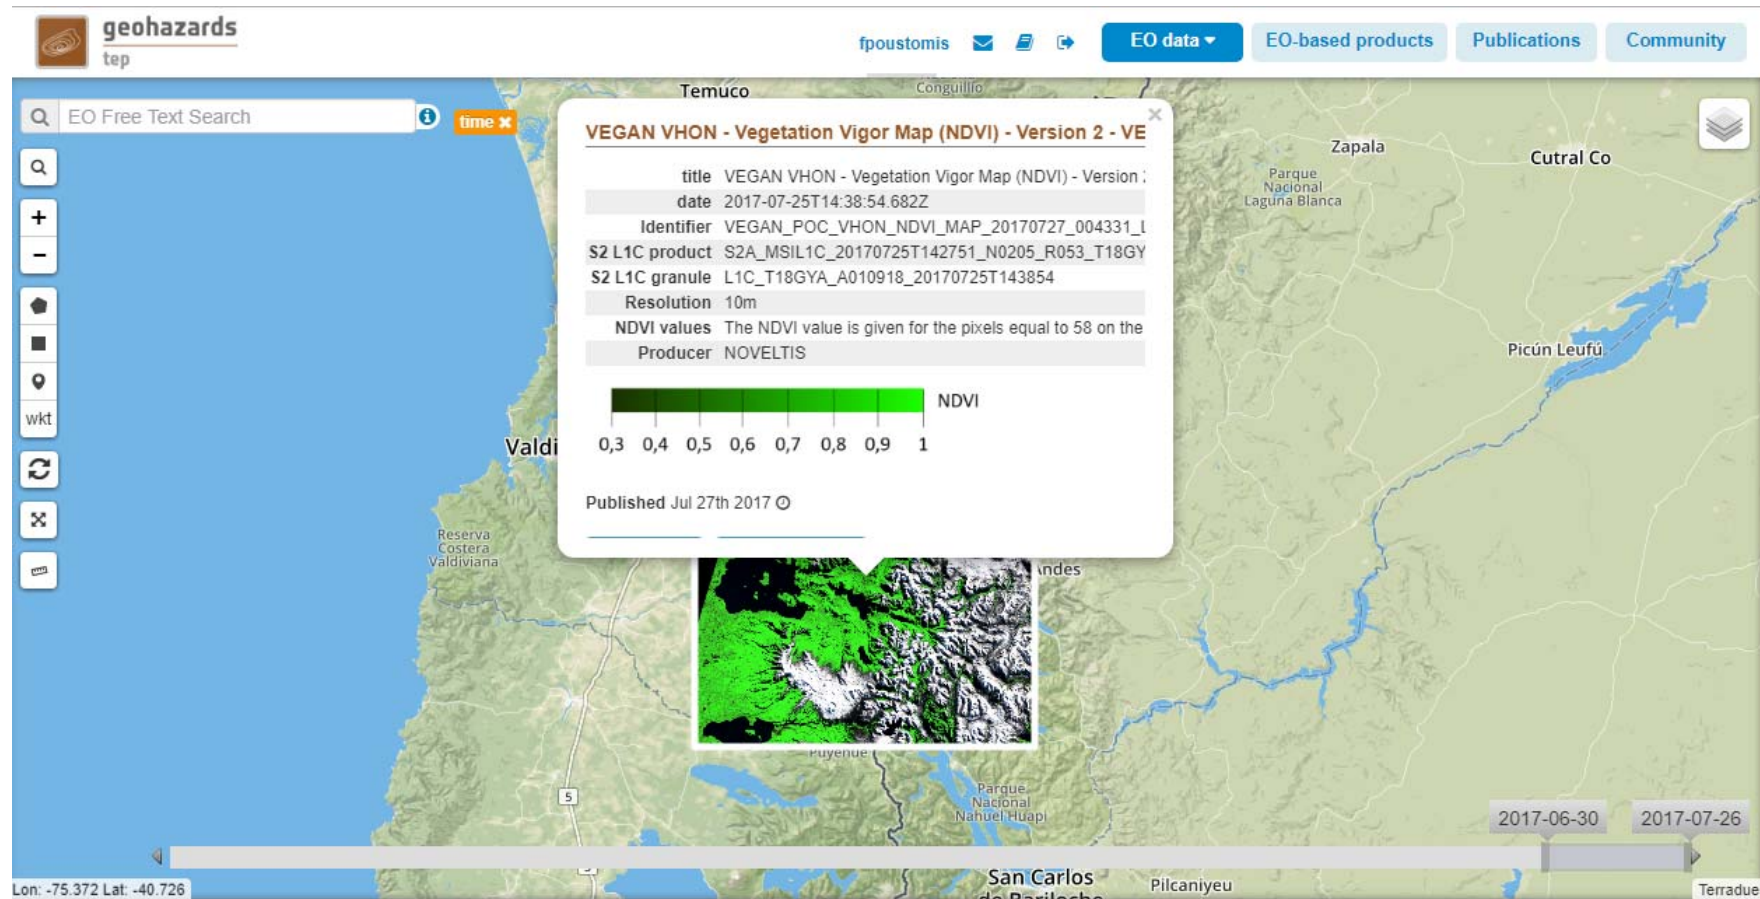 geohazards
tep
fpoustomis
EO data
EO-based products
Publications
Community
EO Free Text Search
time ×
wkt
Temuco
Conguillío
Zapala
Cutral Co
Parque
Nacional
Laguna Blanca
Picún Leufú
Valdi
Reserva
Costera
Valdiviana
VEGAN VHON - Vegetation Vigor Map (NDVI) - Version 2 - VE
title VEGAN VHON - Vegetation Vigor Map (NDVI) - Version
date 2017-07-25T14:38:54.682Z
Identifier VEGAN_POC_VHON_NDVI_MAP_20170727_004331_L
S2 L1C product S2A_MSIL1C_20170725T142751_N0205_R053_T18GY
S2 L1C granule L1C_T18GYA_A010918_20170725T143854
Resolution 10m
NDVI values The NDVI value is given for the pixels equal to 58 on the
Producer NOVELTIS
NDVI
0,3 0,4 0,5 0,6 0,7 0,8 0,9 1
Published Jul 27th 2017
Andes
Puyehue
5
Parque
Nacional
Nahuel Huapi
2017-06-30
2017-07-26
San Carlos
de Bariloche
Pilcaniyeu
Lon: -75.372 Lat: -40.726
Terradue